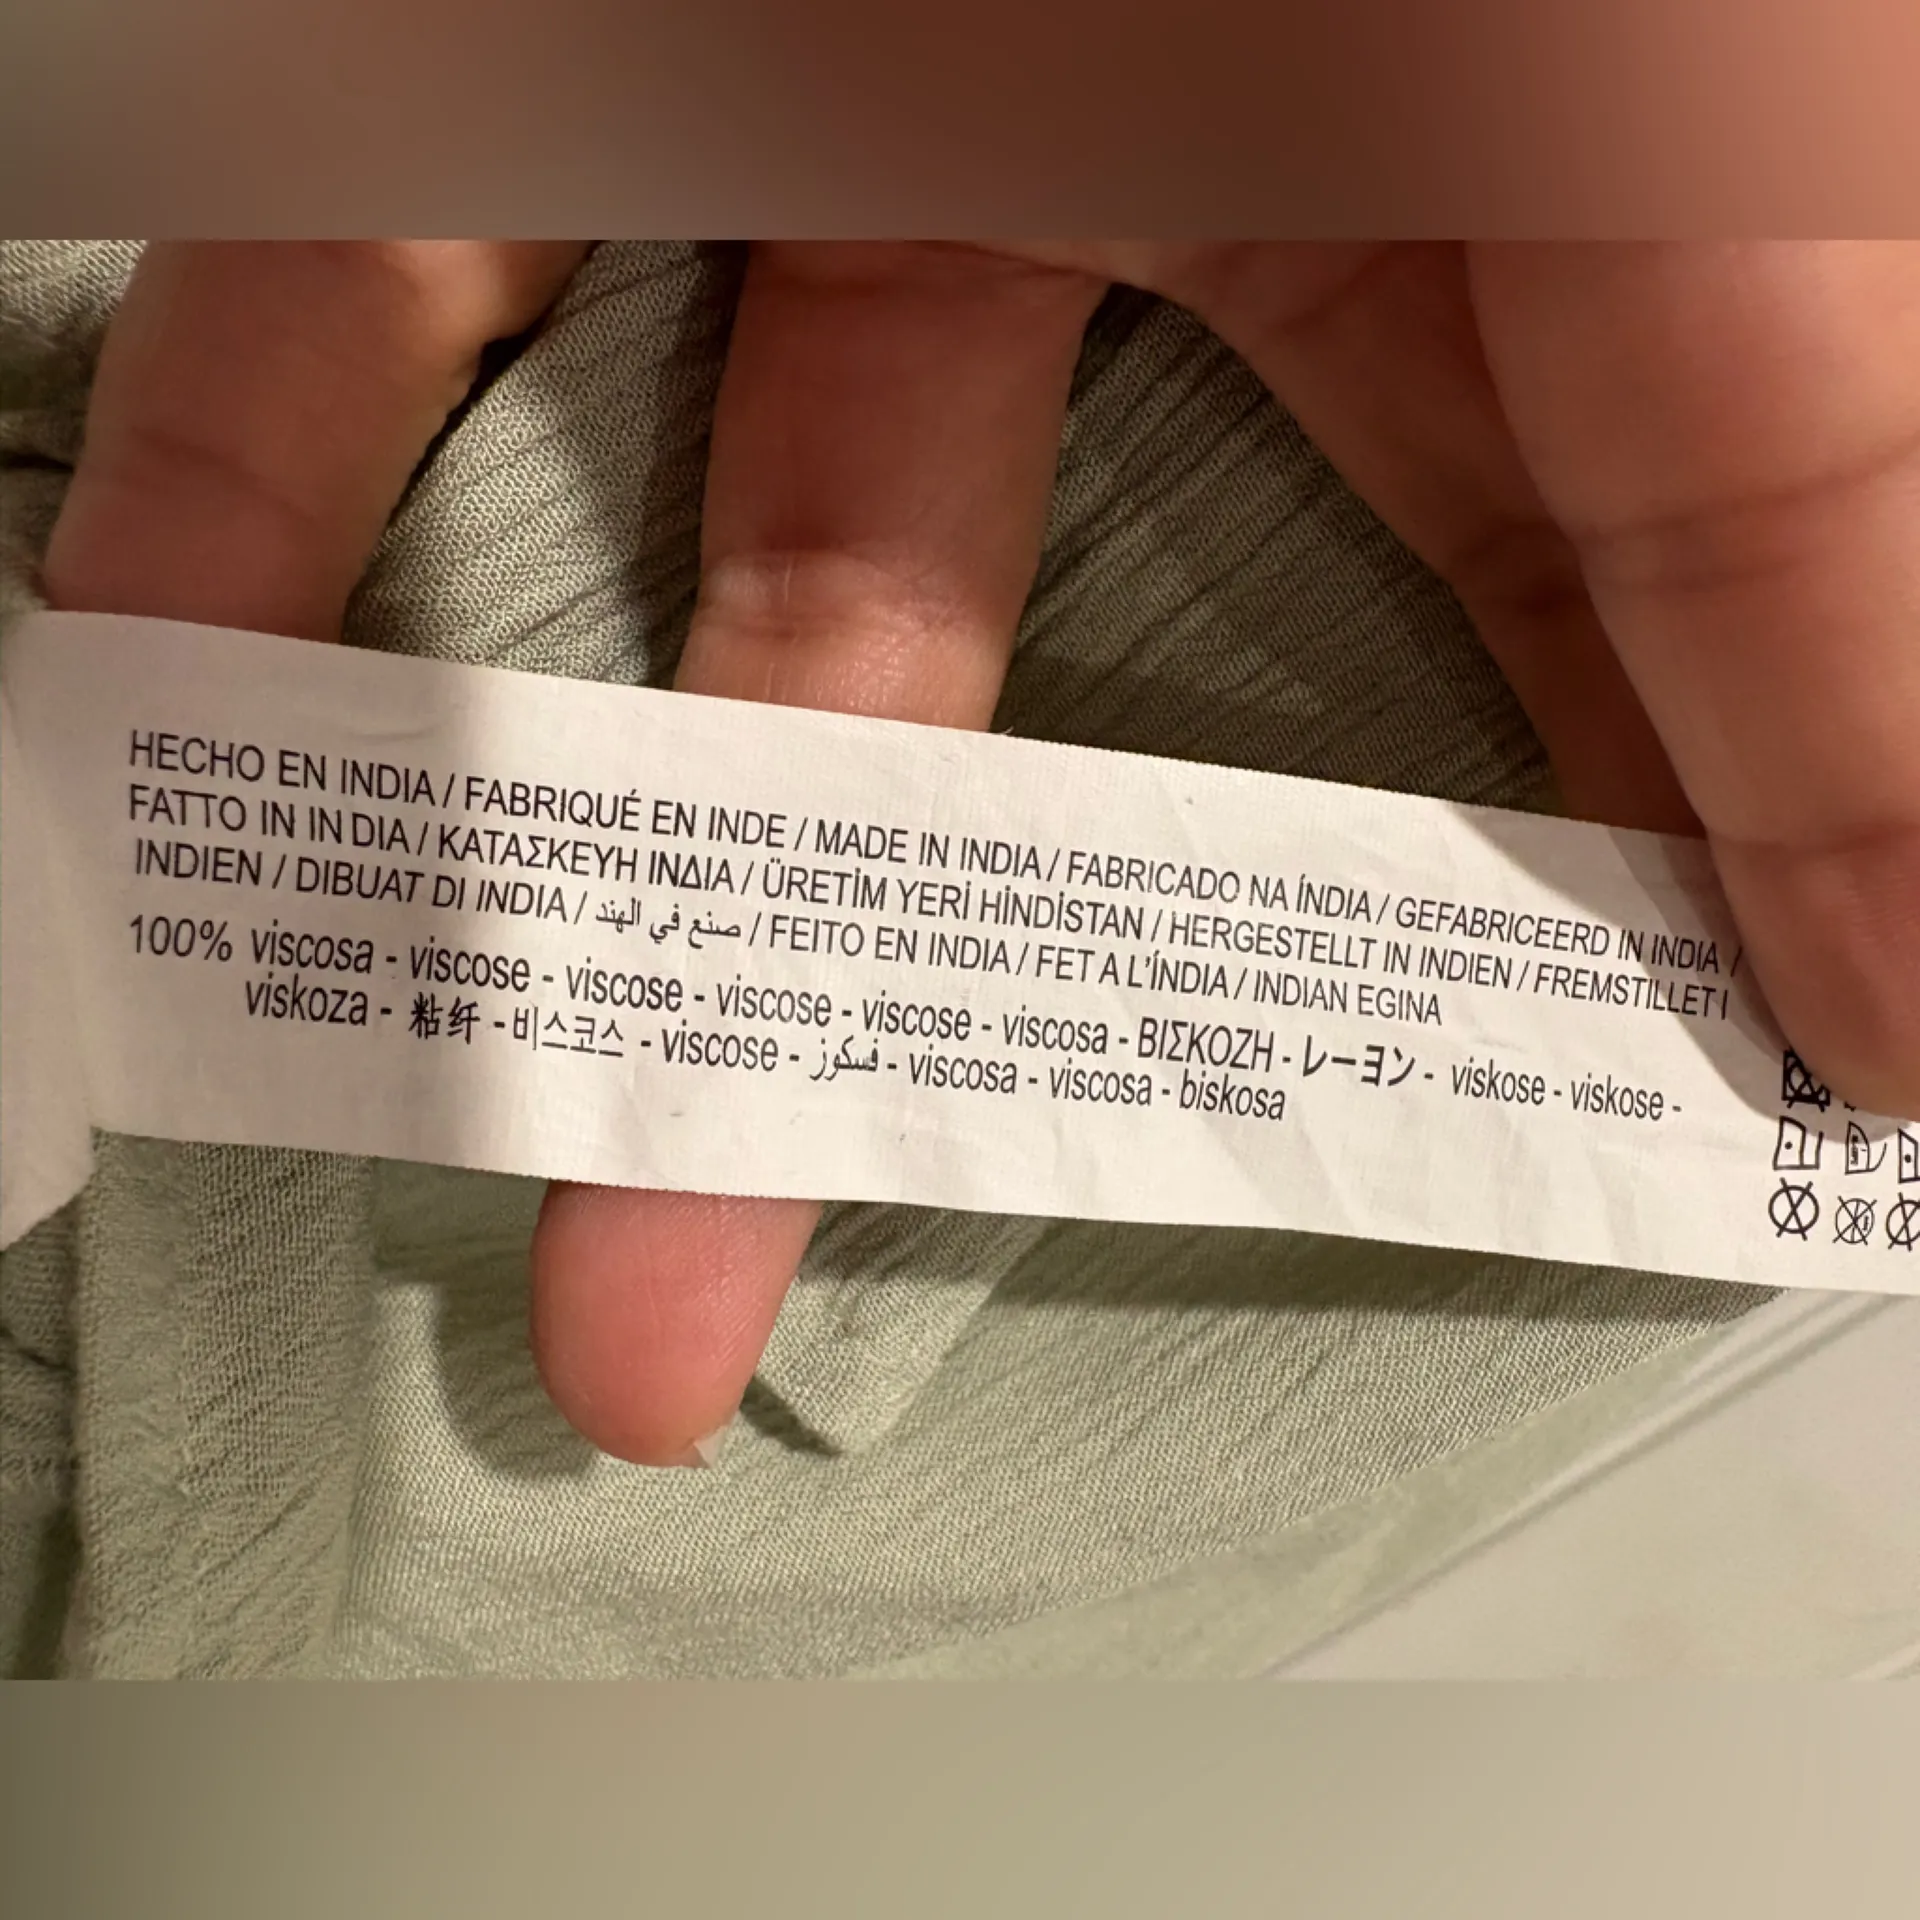 HECHO EN INDIA / FABRIQUÉ EN INDE / MADE IN INDIA / FABRICADO NA ÍNDIA / GEFABRICEERD IN INDIA /
FATTO IN INDIA / ΚΑΤΑΣΚΕΥΗ ΙΝΔΙΑ / ÜRETİM YERİ HİNDİSTAN / HERGESTELLT IN INDIEN / FREMSTILLET I
INDIEN / DIBUAT DI INDIA / صنع في الهند / FEITO EN INDIA / FET A L'ÍNDIA / INDIAN EGINA
100% viscosa - viscose - viscose - viscose - viscose - viscosa - ΒΙΣΚΟΖΗ - レーヨン - viskose - viskose -
viskoza - 粘纤 - 비스코스 - viscose - فسكوز - viscosa - viscosa - biskosa